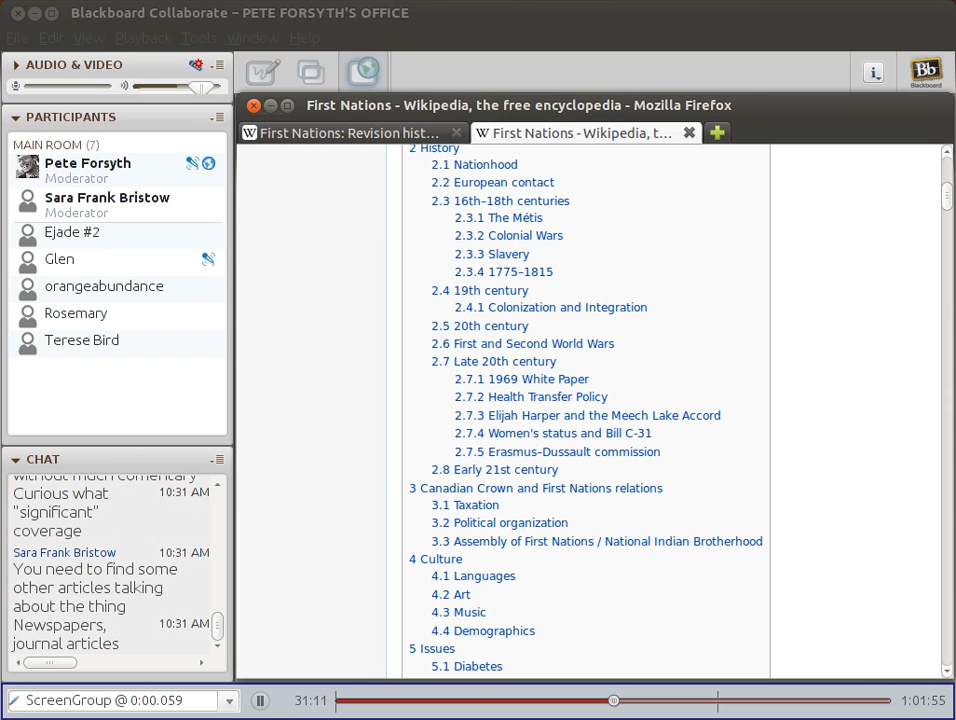 Blackboard Collaborate – PETE FORSYTH'S OFFICE
File Edit View Playback Tools Window Help
AUDIO & VIDEO
Bb
Blackboard
First Nations - Wikipedia, the free encyclopedia - Mozilla Firefox
W First Nations: Revision hist...
W First Nations - Wikipedia, t...
PARTICIPANTS
MAIN ROOM (7)
Pete Forsyth
Moderator
Sara Frank Bristow
Moderator
Ejade #2
Glen
orangeabundance
Rosemary
Terese Bird
CHAT
without much comentary
Curious what 10:31 AM
"significant"
coverage
Sara Frank Bristow 10:31 AM
You need to find some
other articles talking
about the thing
Newspapers, 10:31 AM
journal articles
2 History
2.1 Nationhood
2.2 European contact
2.3 16th–18th centuries
2.3.1 The Métis
2.3.2 Colonial Wars
2.3.3 Slavery
2.3.4 1775–1815
2.4 19th century
2.4.1 Colonization and Integration
2.5 20th century
2.6 First and Second World Wars
2.7 Late 20th century
2.7.1 1969 White Paper
2.7.2 Health Transfer Policy
2.7.3 Elijah Harper and the Meech Lake Accord
2.7.4 Women's status and Bill C-31
2.7.5 Erasmus–Dussault commission
2.8 Early 21st century
3 Canadian Crown and First Nations relations
3.1 Taxation
3.2 Political organization
3.3 Assembly of First Nations / National Indian Brotherhood
4 Culture
4.1 Languages
4.2 Art
4.3 Music
4.4 Demographics
5 Issues
5.1 Diabetes
ScreenGroup @ 0:00.059
31:11
1:01:55